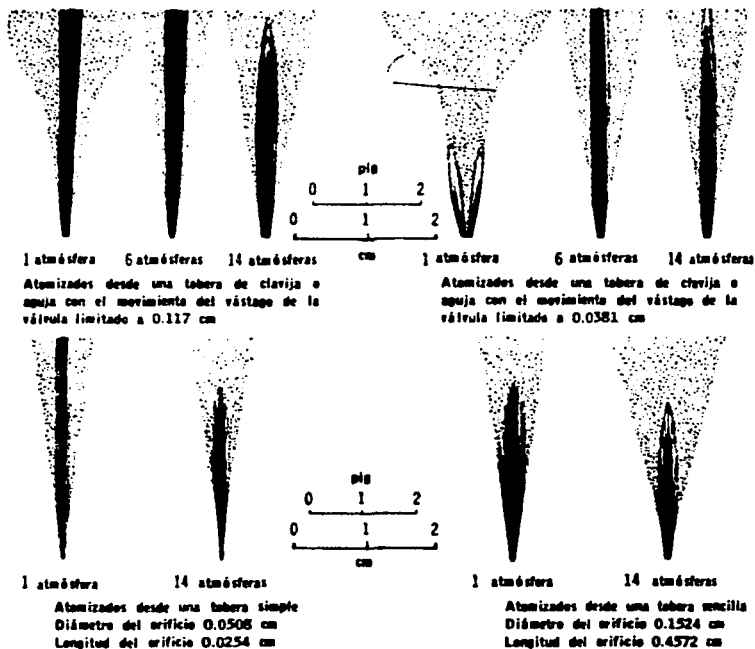 plg
0 1 2
0 1 2
cm
1 atmósfera 6 atmósferas 14 atmósferas
Atomizados desde una tobera de clavija o
aguja con el movimiento del vástago de la
válvula limitado a 0.117 cm
1 atmósfera 6 atmósferas 14 atmósferas
Atomizados desde una tobera de clavija o
aguja con el movimiento del vástago de la
válvula limitado a 0.0381 cm
plg
0 1 2
0 1 2
cm
1 atmósfera 14 atmósferas
Atomizados desde una tobera simple
Diámetro del orificio 0.0508 cm
Longitud del orificio 0.0254 cm
1 atmósfera 14 atmósferas
Atomizados desde una tobera sencilla
Diámetro del orificio 0.1524 cm
Longitud del orificio 0.4572 cm